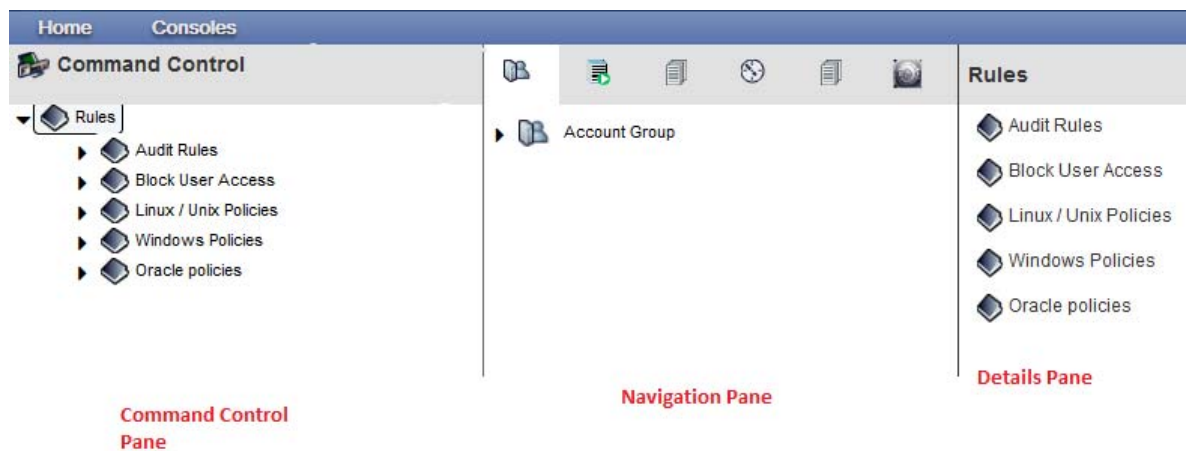 Home Consoles
Command Control
Rules
Audit Rules
Block User Access
Linux / Unix Policies
Windows Policies
Oracle policies
Account Group
Rules
Audit Rules
Block User Access
Linux / Unix Policies
Windows Policies
Oracle policies
Command Control
Pane
Navigation Pane
Details Pane